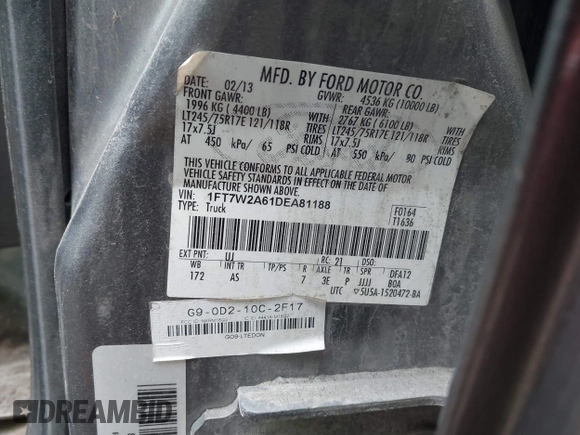 MFD. BY FORD MOTOR CO.
DATE: 02/13
GVWR: 4536 KG (10000 LB)
FRONT GAWR:
REAR GAWR:
1996 KG (4400 LB) WITH
2767 KG (6100 LB) WITH
LT245/75R17E 121/118R TIRES
LT245/75R17E 121/118R TIRES
17x7.5J RIMS
17x7.5J RIMS
AT 450 kPa/ 65 PSI COLD
AT 550 kPa/ 80 PSI COLD
THIS VEHICLE CONFORMS TO ALL APPLICABLE FEDERAL MOTOR
VEHICLE SAFETY STANDARDS IN EFFECT ON THE DATE OF
MANUFACTURE SHOWN ABOVE.
VIN: 1FT7W2A61DEA81188
TYPE: Truck
F0164
T1636
EXT PNT: UJ RC: 21 DSO:
WB INT TR TP/PS R AXLE TR SPR DFA12
172 AS 7 3E P JJJJ BOA
UTC 5U5A-1520472-BA
G9-0D2-10C-2F17
G09-LTEDON
DREAMBID